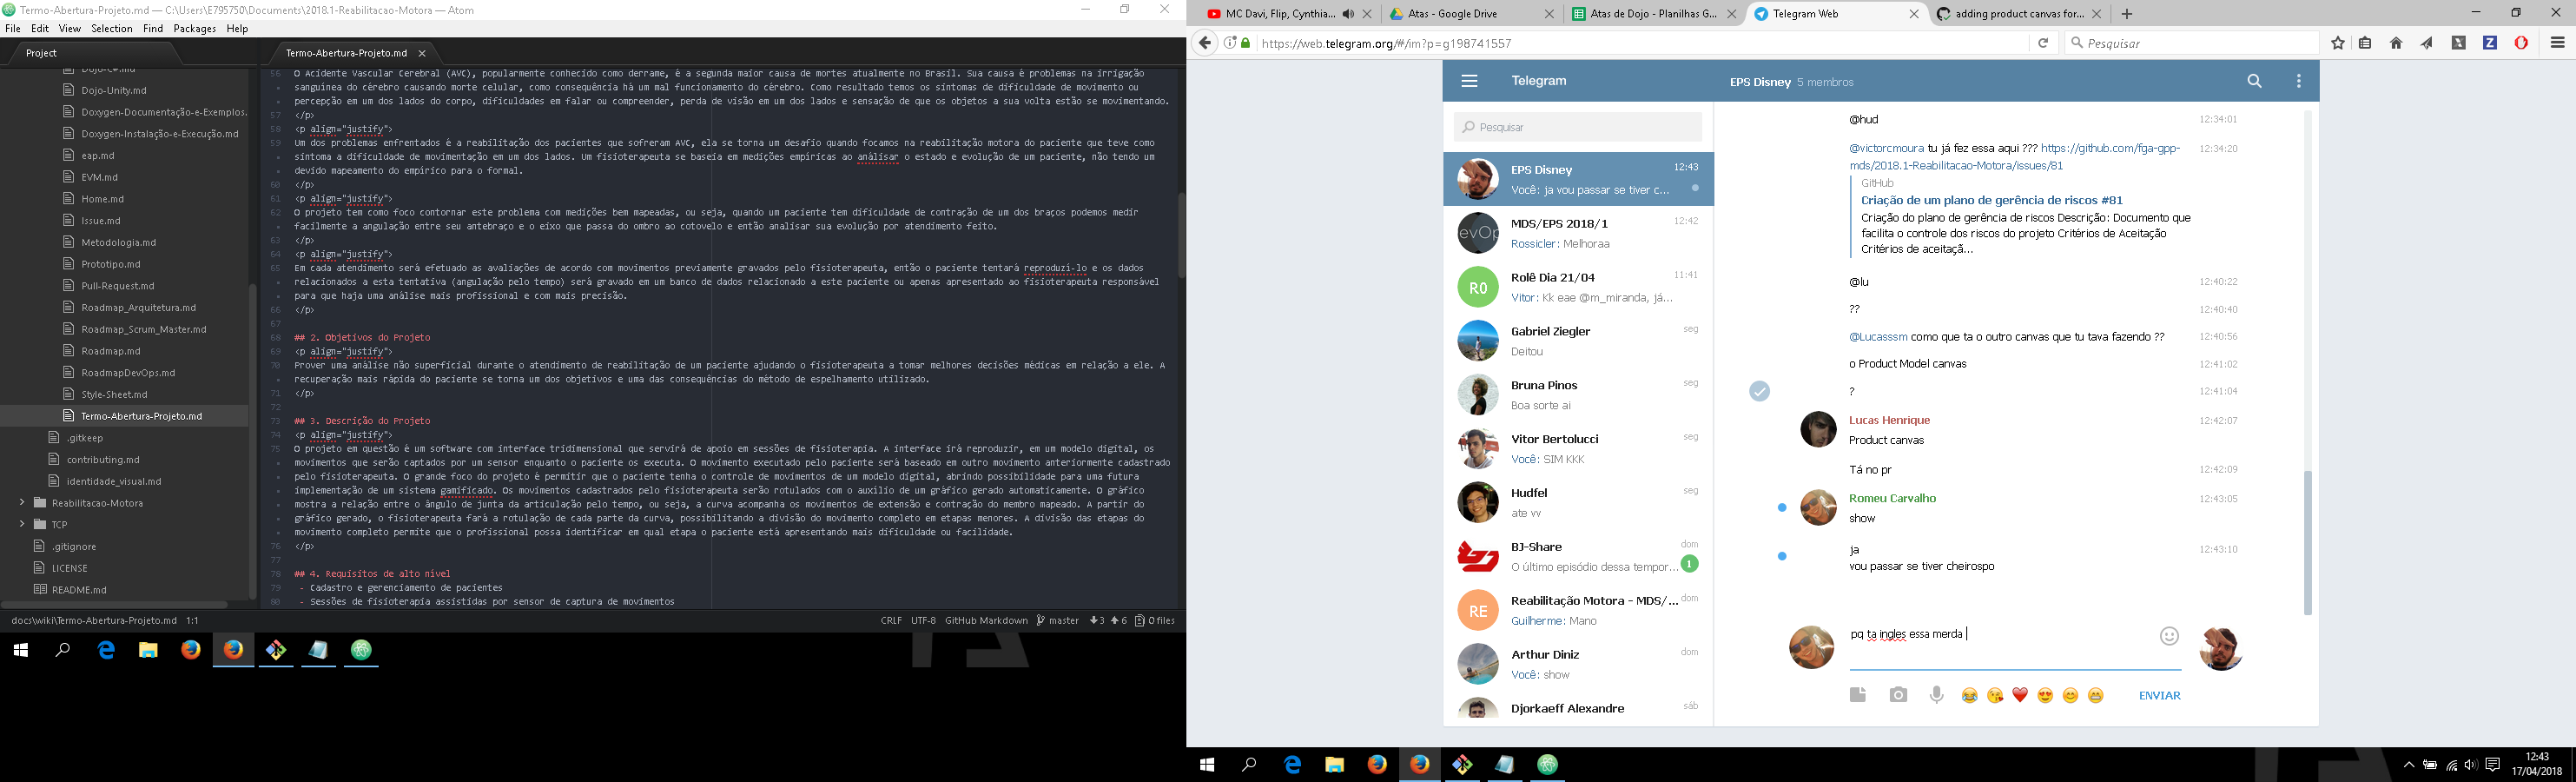 Termo-Abertura-Projeto.md — C:\Users\E795750\Documents\2018.1-Reabilitacao-Motora — Atom
File Edit View Selection Find Packages Help
Project
Dojo-C#.md
Dojo-Unity.md
Doxygen-Documentação-e-Exemplos.
Doxygen-Instalação-e-Execução.md
eap.md
EVM.md
Home.md
Issue.md
Metodologia.md
Prototipo.md
Pull-Request.md
Roadmap_Arquitetura.md
Roadmap_Scrum_Master.md
Roadmap.md
RoadmapDevOps.md
Style-Sheet.md
Termo-Abertura-Projeto.md
.gitkeep
contributing.md
identidade_visual.md
Reabilitacao-Motora
TCP
.gitignore
LICENSE
README.md
Termo-Abertura-Projeto.md
56 O Acidente Vascular Cerebral (AVC), popularmente conhecido como derrame, é a segunda maior causa de mortes atualmente no Brasil. Sua causa é problemas na irrigação
sanguínea do cérebro causando morte celular, como consequência há um mal funcionamento do cérebro. Como resultado temos os sintomas de dificuldade de movimento ou
percepção em um dos lados do corpo, dificuldades em falar ou compreender, perda de visão em um dos lados e sensação de que os objetos a sua volta estão se movimentando.
57 </p>
58 <p align="justify">
59 Um dos problemas enfrentados é a reabilitação dos pacientes que sofreram AVC, ela se torna um desafio quando focamos na reabilitação motora do paciente que teve como
sintoma a dificuldade de movimentação em um dos lados. Um fisioterapeuta se baseia em medições empíricas ao análisar o estado e evolução de um paciente, não tendo um
devido mapeamento do empírico para o formal.
60 </p>
61 <p align="justify">
62 O projeto tem como foco contornar este problema com medições bem mapeadas, ou seja, quando um paciente tem dificuldade de contração de um dos braços podemos medir
facilmente a angulação entre seu antebraço e o eixo que passa do ombro ao cotovelo e então analisar sua evolução por atendimento feito.
63 </p>
64 <p align="justify">
65 Em cada atendimento será efetuado as avaliações de acordo com movimentos previamente gravados pelo fisioterapeuta, então o paciente tentará reproduzí-lo e os dados
relacionados a esta tentativa (angulação pelo tempo) será gravado em um banco de dados relacionado a este paciente ou apenas apresentado ao fisioterapeuta responsável
para que haja uma análise mais profissional e com mais precisão.
66 </p>
67
68 ## 2. Objetivos do Projeto
69 <p align="justify">
70 Prover uma análise não superficial durante o atendimento de reabilitação de um paciente ajudando o fisioterapeuta a tomar melhores decisões médicas em relação a ele. A
recuperação mais rápida do paciente se torna um dos objetivos e uma das consequências do método de espelhamento utilizado.
71 </p>
72
73 ## 3. Descrição do Projeto
74 <p align="justify">
75 O projeto em questão é um software com interface tridimensional que servirá de apoio em sessões de fisioterapia. A interface irá reproduzir, em um modelo digital, os
movimentos que serão captados por um sensor enquanto o paciente os executa. O movimento executado pelo paciente será baseado em outro movimento anteriormente cadastrado
pelo fisioterapeuta. O grande foco do projeto é permitir que o paciente tenha o controle de movimentos de um modelo digital, abrindo possibilidade para uma futura
implementação de um sistema gamificado. Os movimentos cadastrados pelo fisioterapeuta serão rotulados com o auxílio de um gráfico gerado automaticamente. O gráfico
mostra a relação entre o ângulo de junta da articulação pelo tempo, ou seja, a curva acompanha os movimentos de extensão e contração do membro mapeado. A partir do
gráfico gerado, o fisioterapeuta fará a rotulação de cada parte da curva, possibilitando a divisão do movimento completo em etapas menores. A divisão das etapas do
movimento completo permite que o profissional possa identificar em qual etapa o paciente está apresentando mais dificuldade ou facilidade.
76 </p>
77
78 ## 4. Requisitos de alto nível
79 - Cadastro e gerenciamento de pacientes
80 - Sessões de fisioterapia assistidas por sensor de captura de movimentos
docs\wiki\Termo-Abertura-Projeto.md 1:1 CRLF UTF-8 GitHub Markdown master 3 6 0 files
MC Davi, Flip, Cynthia... Atas - Google Drive Atas de Dojo - Planilhas G... Telegram Web adding product canvas for...
https://web.telegram.org/#/im?p=g198741557 Pesquisar
Telegram EPS Disney 5 membros
Pesquisar
EPS Disney 12:43
Você: ja vou passar se tiver c...
MDS/EPS 2018/1 12:42
Rossicler: Melhoraa
evOp
Rolê Dia 21/04 11:41
R0
Vitor: Kk eae @m_miranda, já...
Gabriel Ziegler seg
Deitou
Bruna Pinos seg
Boa sorte ai
Vitor Bertolucci seg
Você: SIM KKK
Hudfel seg
ate vv
BJ-Share dom
O último episódio dessa tempor... 1
Reabilitação Motora - MDS/... dom
RE
Guilherme: Mano
Arthur Diniz dom
Você: show
Djorkaeff Alexandre sáb
@hud 12:34:01
@victorcmoura tu já fez essa aqui ??? https://github.com/fga-gpp- 12:34:20
mds/2018.1-Reabilitacao-Motora/issues/81
GitHub
Criação de um plano de gerência de riscos #81
Criação do plano de gerência de riscos Descrição: Documento que
facilita o controle dos riscos do projeto Critérios de Aceitação
Critérios de aceitaçã...
@lu 12:40:22
?? 12:40:40
@Lucasssm como que ta o outro canvas que tu tava fazendo ?? 12:40:56
o Product Model canvas 12:41:02
? 12:41:04
Lucas Henrique 12:42:07
Product canvas
Tá no pr 12:42:09
Romeu Carvalho 12:43:05
show
ja 12:43:10
vou passar se tiver cheirospo
pq ta ingles essa merda
ENVIAR
12:43
17/04/2018